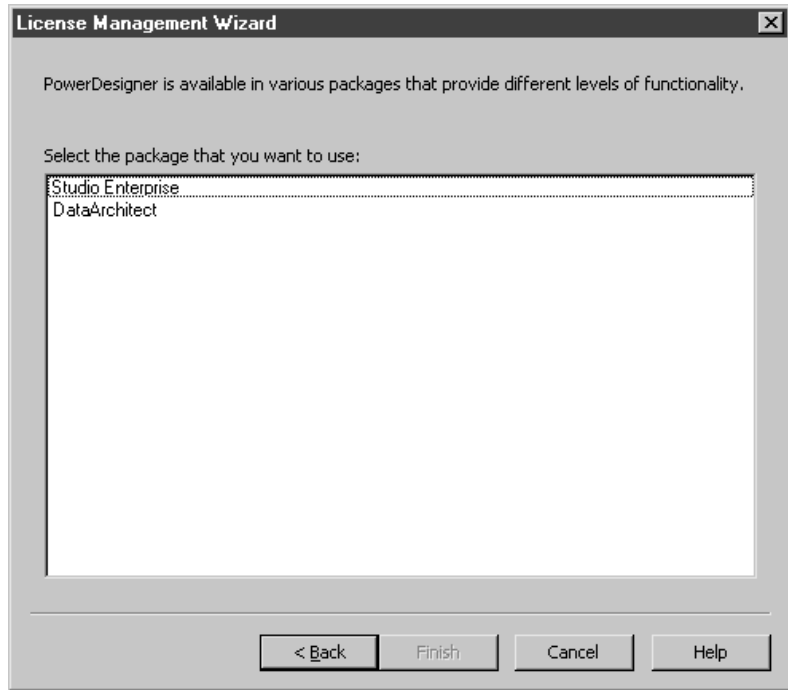 License Management Wizard
PowerDesigner is available in various packages that provide different levels of functionality.
Select the package that you want to use:
Studio Enterprise
DataArchitect
< Back
Finish
Cancel
Help